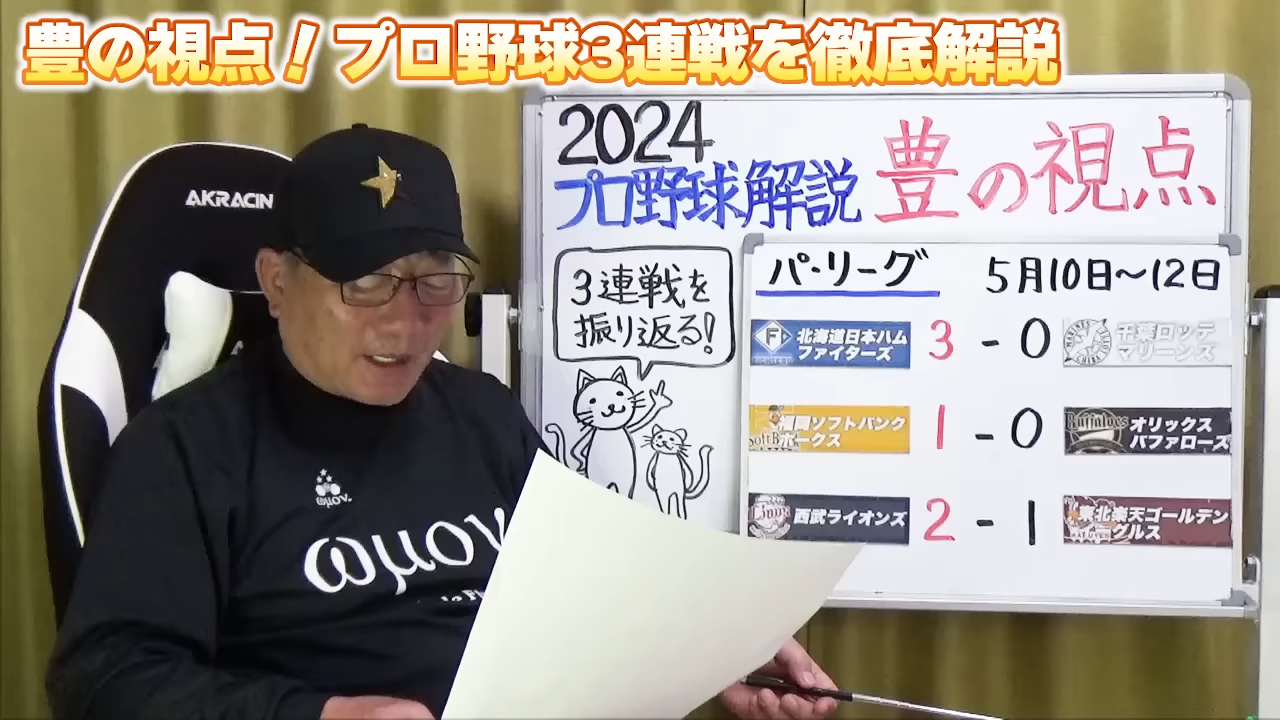 豊の視点!プロ野球3連戦を徹底解説
2024
プロ野球解説 豊の視点
AKRACIN
3連戦を
振り返る!
パ・リーグ 5月10日~12日
北海道日本ハム
ファイターズ
3 - 0
千葉ロッテ
マリーンズ
福岡ソフトバンク
ホークス
1 - 0
Buffaloes
オリックス
バファローズ
Lions
西武ライオンズ
2 - 1
東北楽天ゴールデン
イーグルス
ωμον.
ωμον